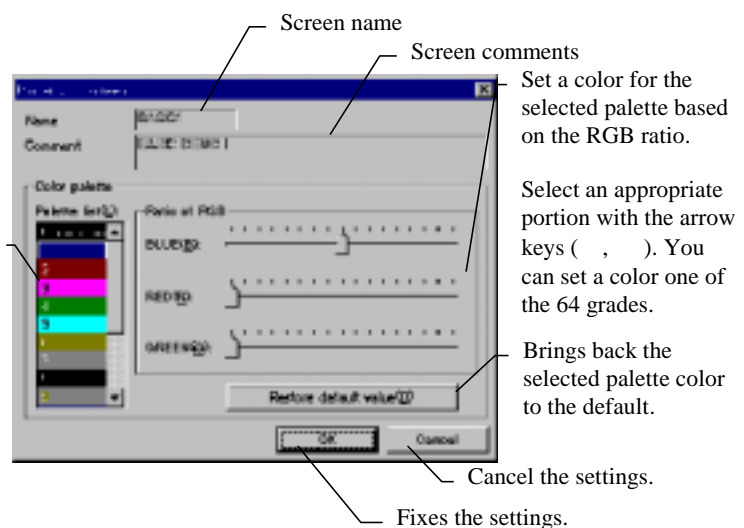 Screen name
Screen comments
Set a color for the
selected palette based
on the RGB ratio.
Name
Comment
Color palette
Palette list(L)
Ratio of RGB
Select an appropriate
portion with the arrow
keys (   ,   ). You
can set a color one of
the 64 grades.
BLUE(B):
RED(R):
GREEN(G):
Brings back the
selected palette color
to the default.
Restore default value(D)
OK
Cancel
Cancel the settings.
Fixes the settings.